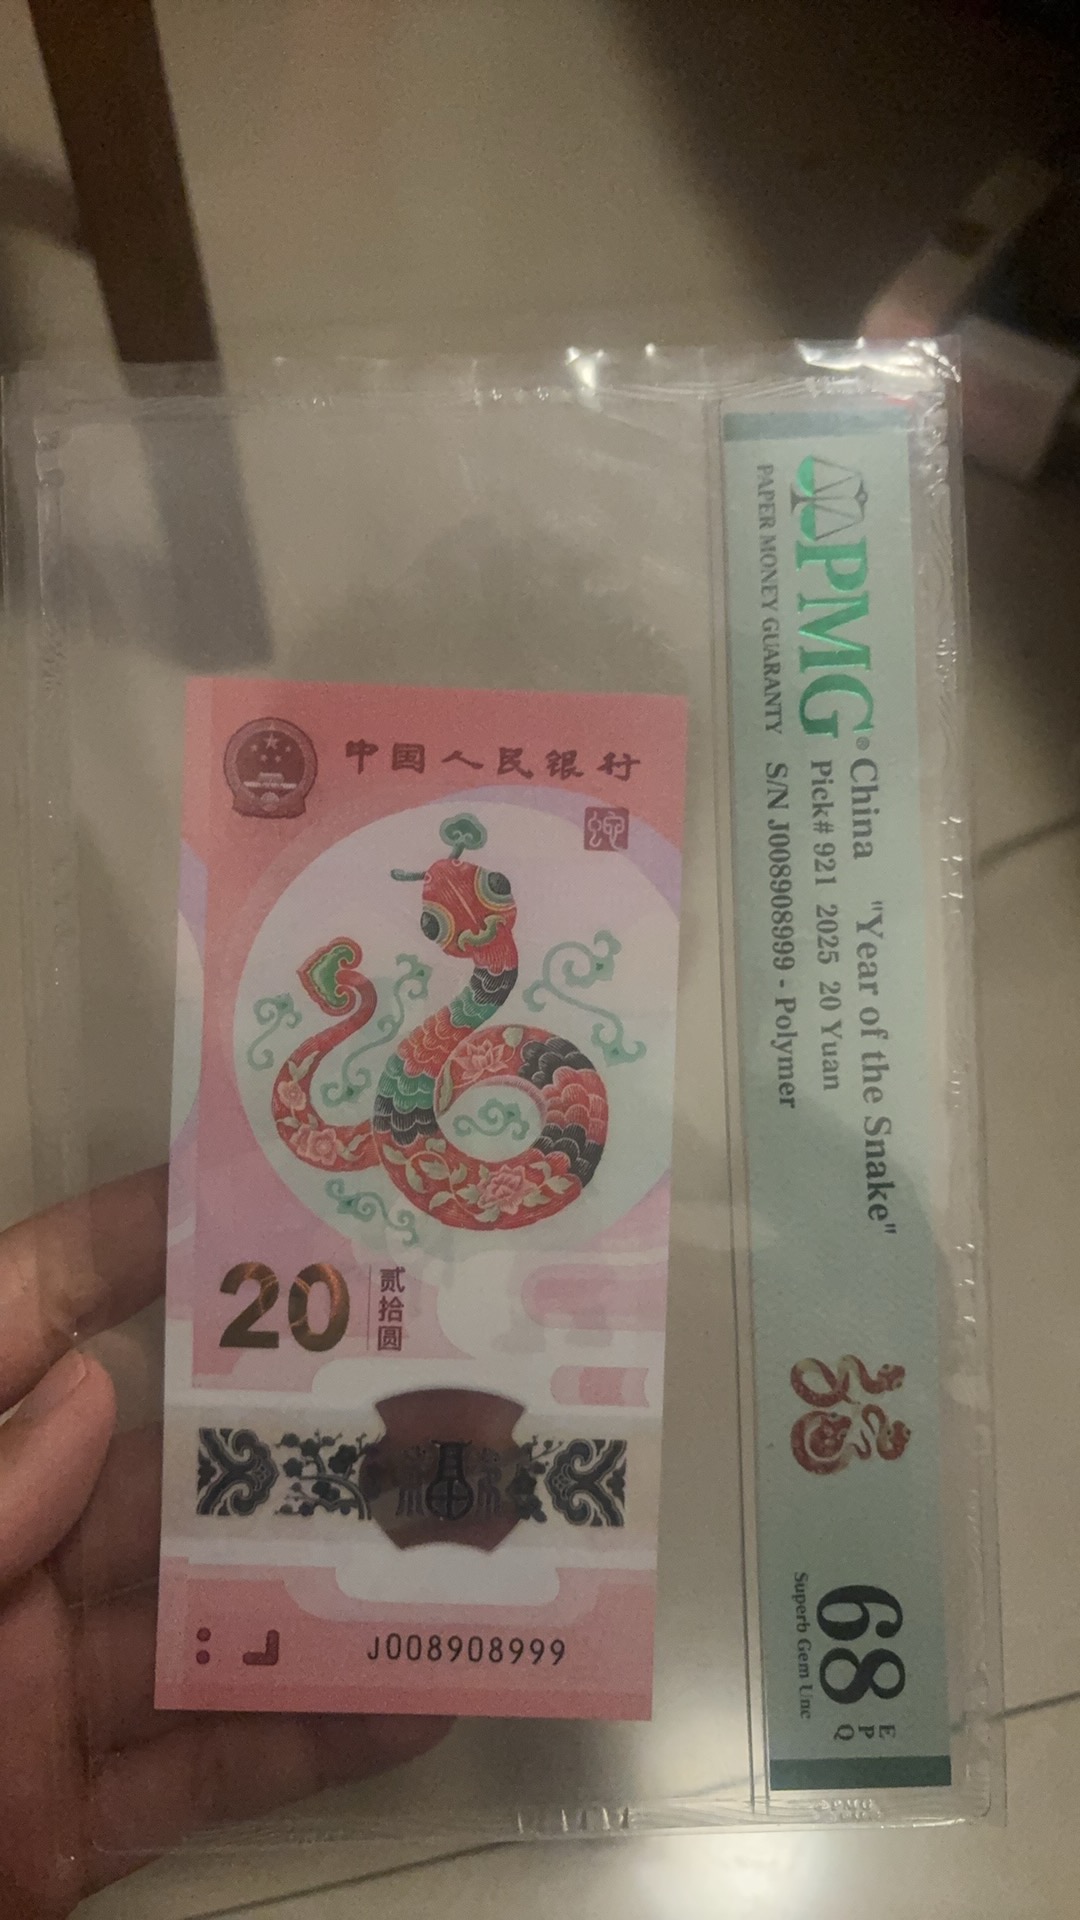 中国人民银行
蛇
20
贰拾圆
J008908999
PMG®
PAPER MONEY GUARANTY
China "Year of the Snake"
Pick# 921 2025 20 Yuan
S/N J008908999 - Polymer
68
EPQ
Superb Gem Unc